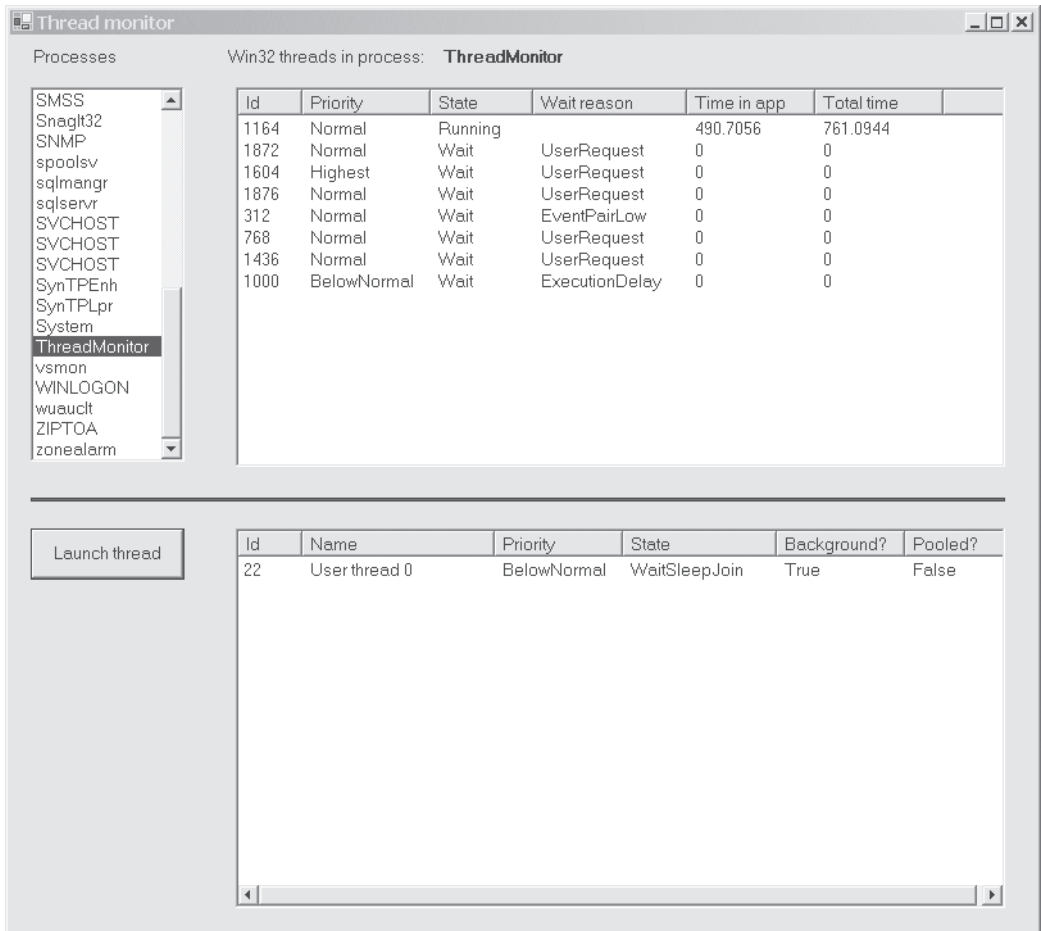 Thread monitor
Processes
Win32 threads in process: ThreadMonitor
SMSS
SnagIt32
SNMP
spoolsv
sqlmangr
sqlservr
SVCHOST
SVCHOST
SVCHOST
SynTPEnh
SynTPLpr
System
ThreadMonitor
vsmon
WINLOGON
wuauclt
ZIPTOA
zonealarm
Id Priority State Wait reason Time in app Total time
1164 Normal Running 490.7056 761.0944
1872 Normal Wait UserRequest 0 0
1604 Highest Wait UserRequest 0 0
1876 Normal Wait UserRequest 0 0
312 Normal Wait EventPairLow 0 0
768 Normal Wait UserRequest 0 0
1436 Normal Wait UserRequest 0 0
1000 BelowNormal Wait ExecutionDelay 0 0
Launch thread
Id Name Priority State Background? Pooled?
22 User thread 0 BelowNormal WaitSleepJoin True False